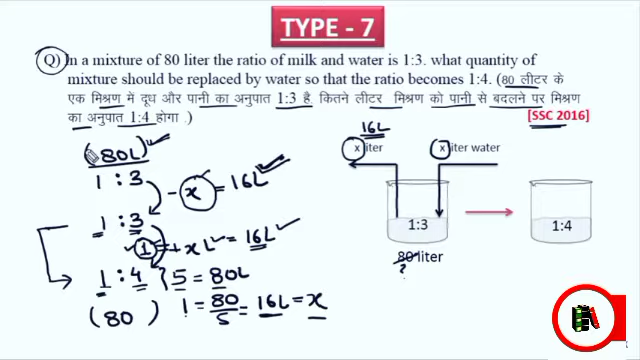 TYPE - 7
Q) In a mixture of 80 liter the ratio of milk and water is 1:3. what quantity of
mixture should be replaced by water so that the ratio becomes 1:4. ( 80 लीटर के
एक मिश्रण में दूध और पानी का अनुपात 1:3 है. कितने लीटर मिश्रण को पानी से बदलने पर मिश्रण
का अनुपात 1:4 होगा .)
[SSC 2016]
(80L)
1 : 3
- x = 16L
1 : 3
1 = + x L = 16L
1 : 4 } 5 = 80L
(80) 1 = 80/5 = 16L = x
16L
x liter
x liter water
1:3
1:4
80 liter
?